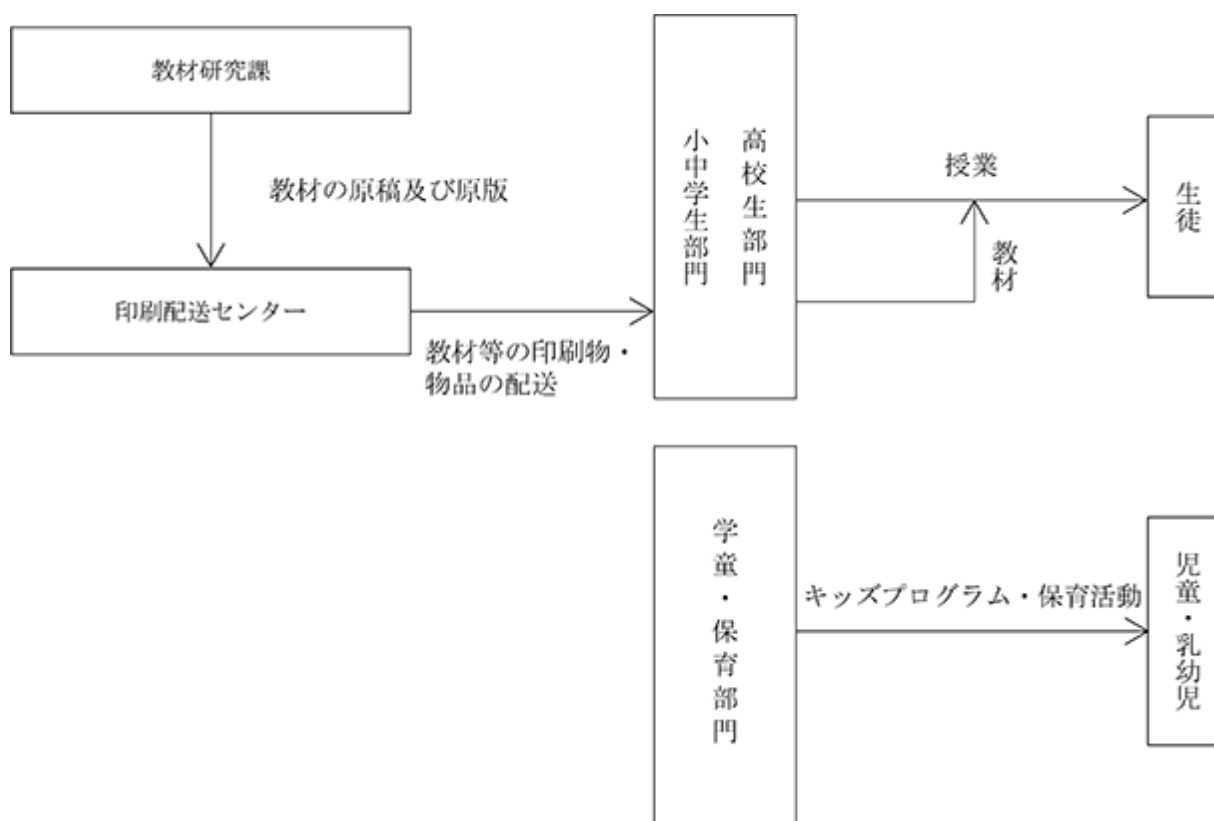 教材研究課
教材の原稿及び原版
印刷配送センター
教材等の印刷物・
物品の配送
高校生部門
小中学生部門
授業
教材
生徒
学童・保育部門
キッズプログラム・保育活動
児童・乳幼児